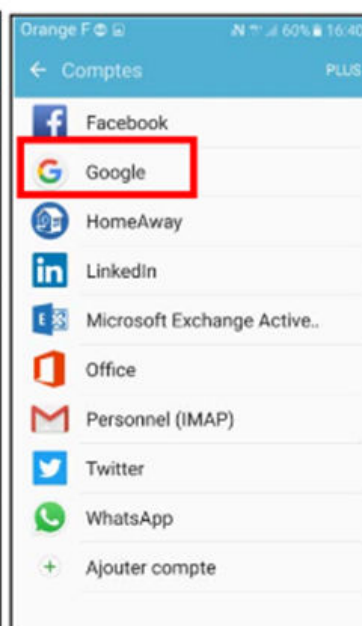 Orange F 60% 16:40
Comptes PLUS
Facebook
Google
HomeAway
LinkedIn
Microsoft Exchange Active..
Office
Personnel (IMAP)
Twitter
WhatsApp
Ajouter compte